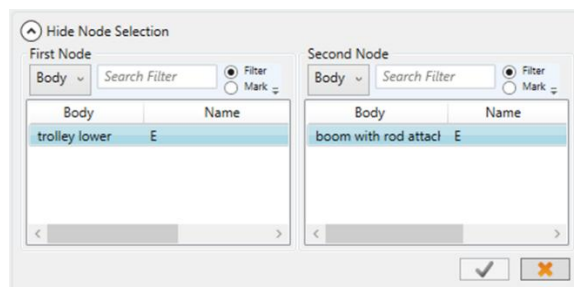 Hide Node Selection
First Node
Body Search Filter Filter
Mark
Body Name
trolley lower E
Second Node
Body Search Filter Filter
Mark
Body Name
boom with rod attach E